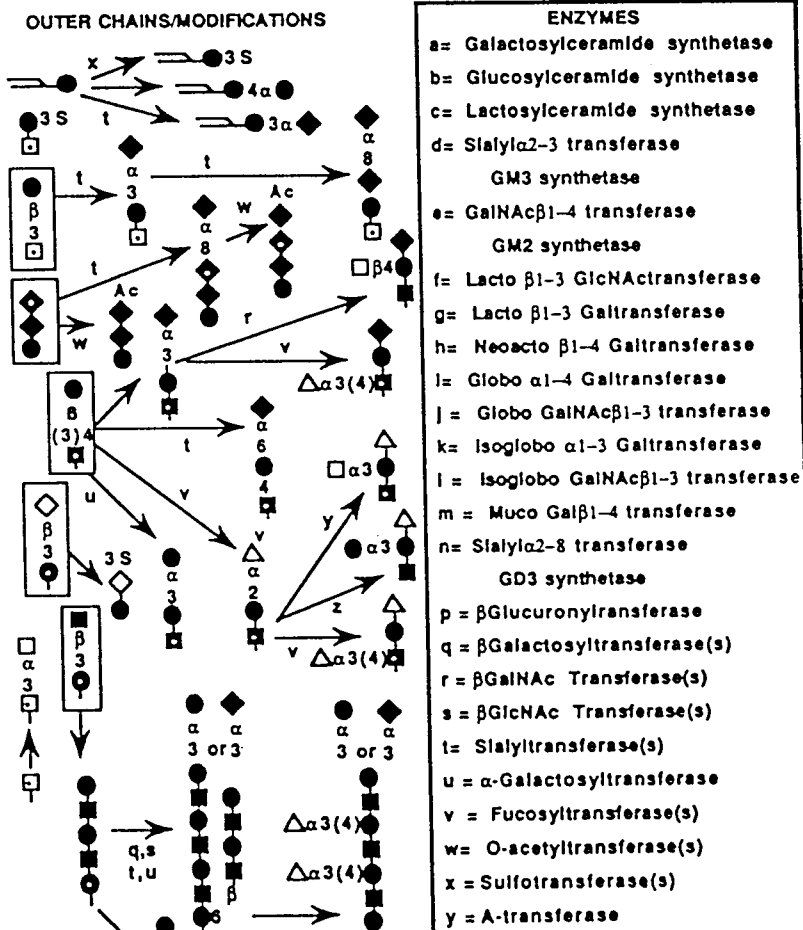 OUTER CHAINS/MODIFICATIONS
x
3 S
4α
t
3α
3 S
t
α
3
t
α
8
β
3
t
α
8
w
Ac
β4
w
Ac
α
3
r
v
α3(4)
β
(3)4
t
α
6
4
u
v
α3
β
3
3 S
α
3
v
α
2
y
α3
z
v
α3(4)
β
3
α
3
α
3 or 3
α
α
3 or 3
α
q,s
t,u
β
6
α3(4)
α3(4)
ENZYMES
a= Galactosylceramide synthetase
b= Glucosylceramide synthetase
c= Lactosylceramide synthetase
d= Sialylα2-3 transferase
GM3 synthetase
e= GalNAcβ1-4 transferase
GM2 synthetase
f= Lacto β1-3 GlcNActransferase
g= Lacto β1-3 Galtransferase
h= Neoacto β1-4 Galtransferase
i= Globo α1-4 Galtransferase
j = Globo GalNAcβ1-3 transferase
k= Isoglobo α1-3 Galtransferase
l = Isoglobo GalNAcβ1-3 transferase
m = Muco Galβ1-4 transferase
n= Sialylα2-8 transferase
GD3 synthetase
p = βGlucuronyltransferase
q = βGalactosyltransferase(s)
r = βGalNAc Transferase(s)
s = βGlcNAc Transferase(s)
t= Sialyltransferase(s)
u = α-Galactosyltransferase
v = Fucosyltransferase(s)
w= O-acetyltransferase(s)
x = Sulfotransferase(s)
y = A-transferase